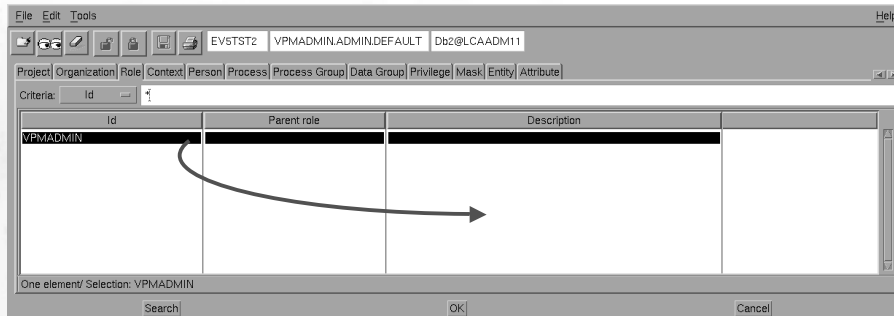 File Edit Tools Help
EV5TST2 VPMADMIN.ADMIN.DEFAULT Db2@LCAADM11
Project Organization Role Context Person Process Process Group Data Group Privilege Mask Entity Attribute
Criteria: Id *
Id Parent role Description
VPMADMIN
One element/ Selection: VPMADMIN
Search OK Cancel